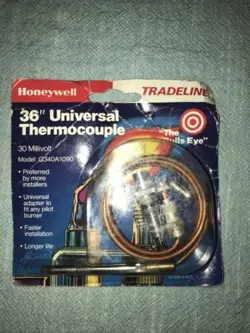 Honeywell
TRADELINE
36" Universal
Thermocouple
"The
Bulls Eye"
30 Millivolt
Model: Q340A1090
• Preferred
by more
installers
• Universal
adapter to
fit any pilot
burner
• Faster
installation
• Longer life